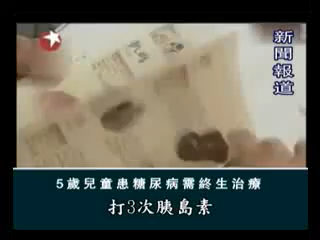 新聞報道
5歲兒童患糖尿病需終生治療
打3次胰島素